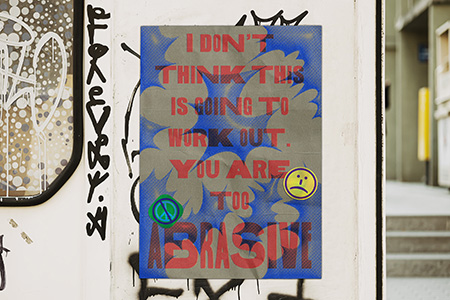 I DON'T
THINK THIS
IS GOING TO
WORK OUT.
YOU ARE
TOO
ABRASIVE